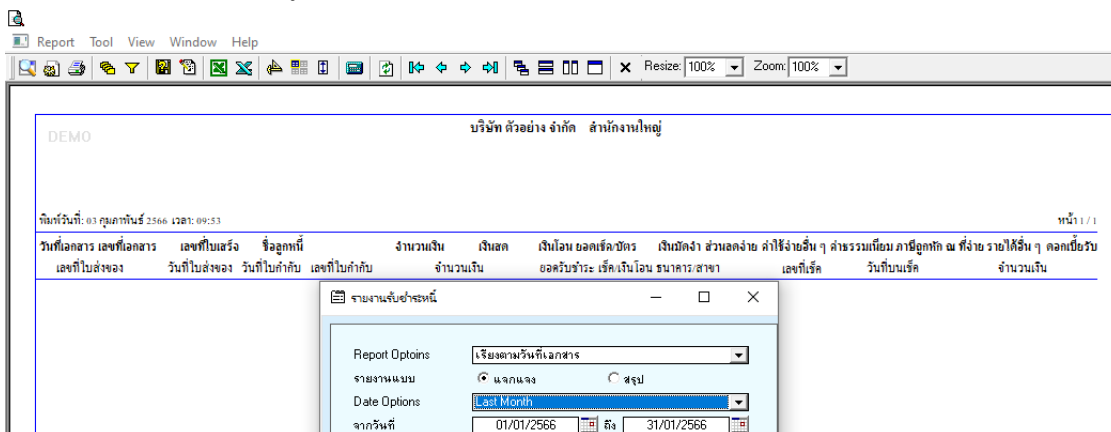 Report Tool View Window Help
Resize: 100% Zoom: 100%
DEMO
บริษัท ตัวอย่าง จำกัด สำนักงานใหญ่
พิมพ์วันที่: 03 กุมภาพันธ์ 2566 เวลา: 09:53
หน้า 1 / 1
วันที่เอกสาร เลขที่เอกสาร เลขที่ใบเสร็จ ชื่อลูกหนี้ จำนวนเงิน เงินสด เงินโอน ยอดเช็ค/บัตร เงินมัดจำ ส่วนลดจ่าย ค่าใช้จ่ายอื่น ๆ ค่าธรรมเนียม ภาษีถูกหัก ณ ที่จ่าย รายได้อื่น ๆ ดอกเบี้ยรับ
เลขที่ใบส่งของ วันที่ใบส่งของ วันที่ใบกำกับ เลขที่ใบกำกับ จำนวนเงิน ยอดรับชำระ เช็ค/เงินโอน ธนาคาร/สาขา เลขที่เช็ค วันที่บนเช็ค จำนวนเงิน
รายงานรับชำระหนี้
Report Optoins เรียงตามวันที่เอกสาร
รายงานแบบ แจกแจง สรุป
Date Options Last Month
จากวันที่ 01/01/2566 ถึง 31/01/2566